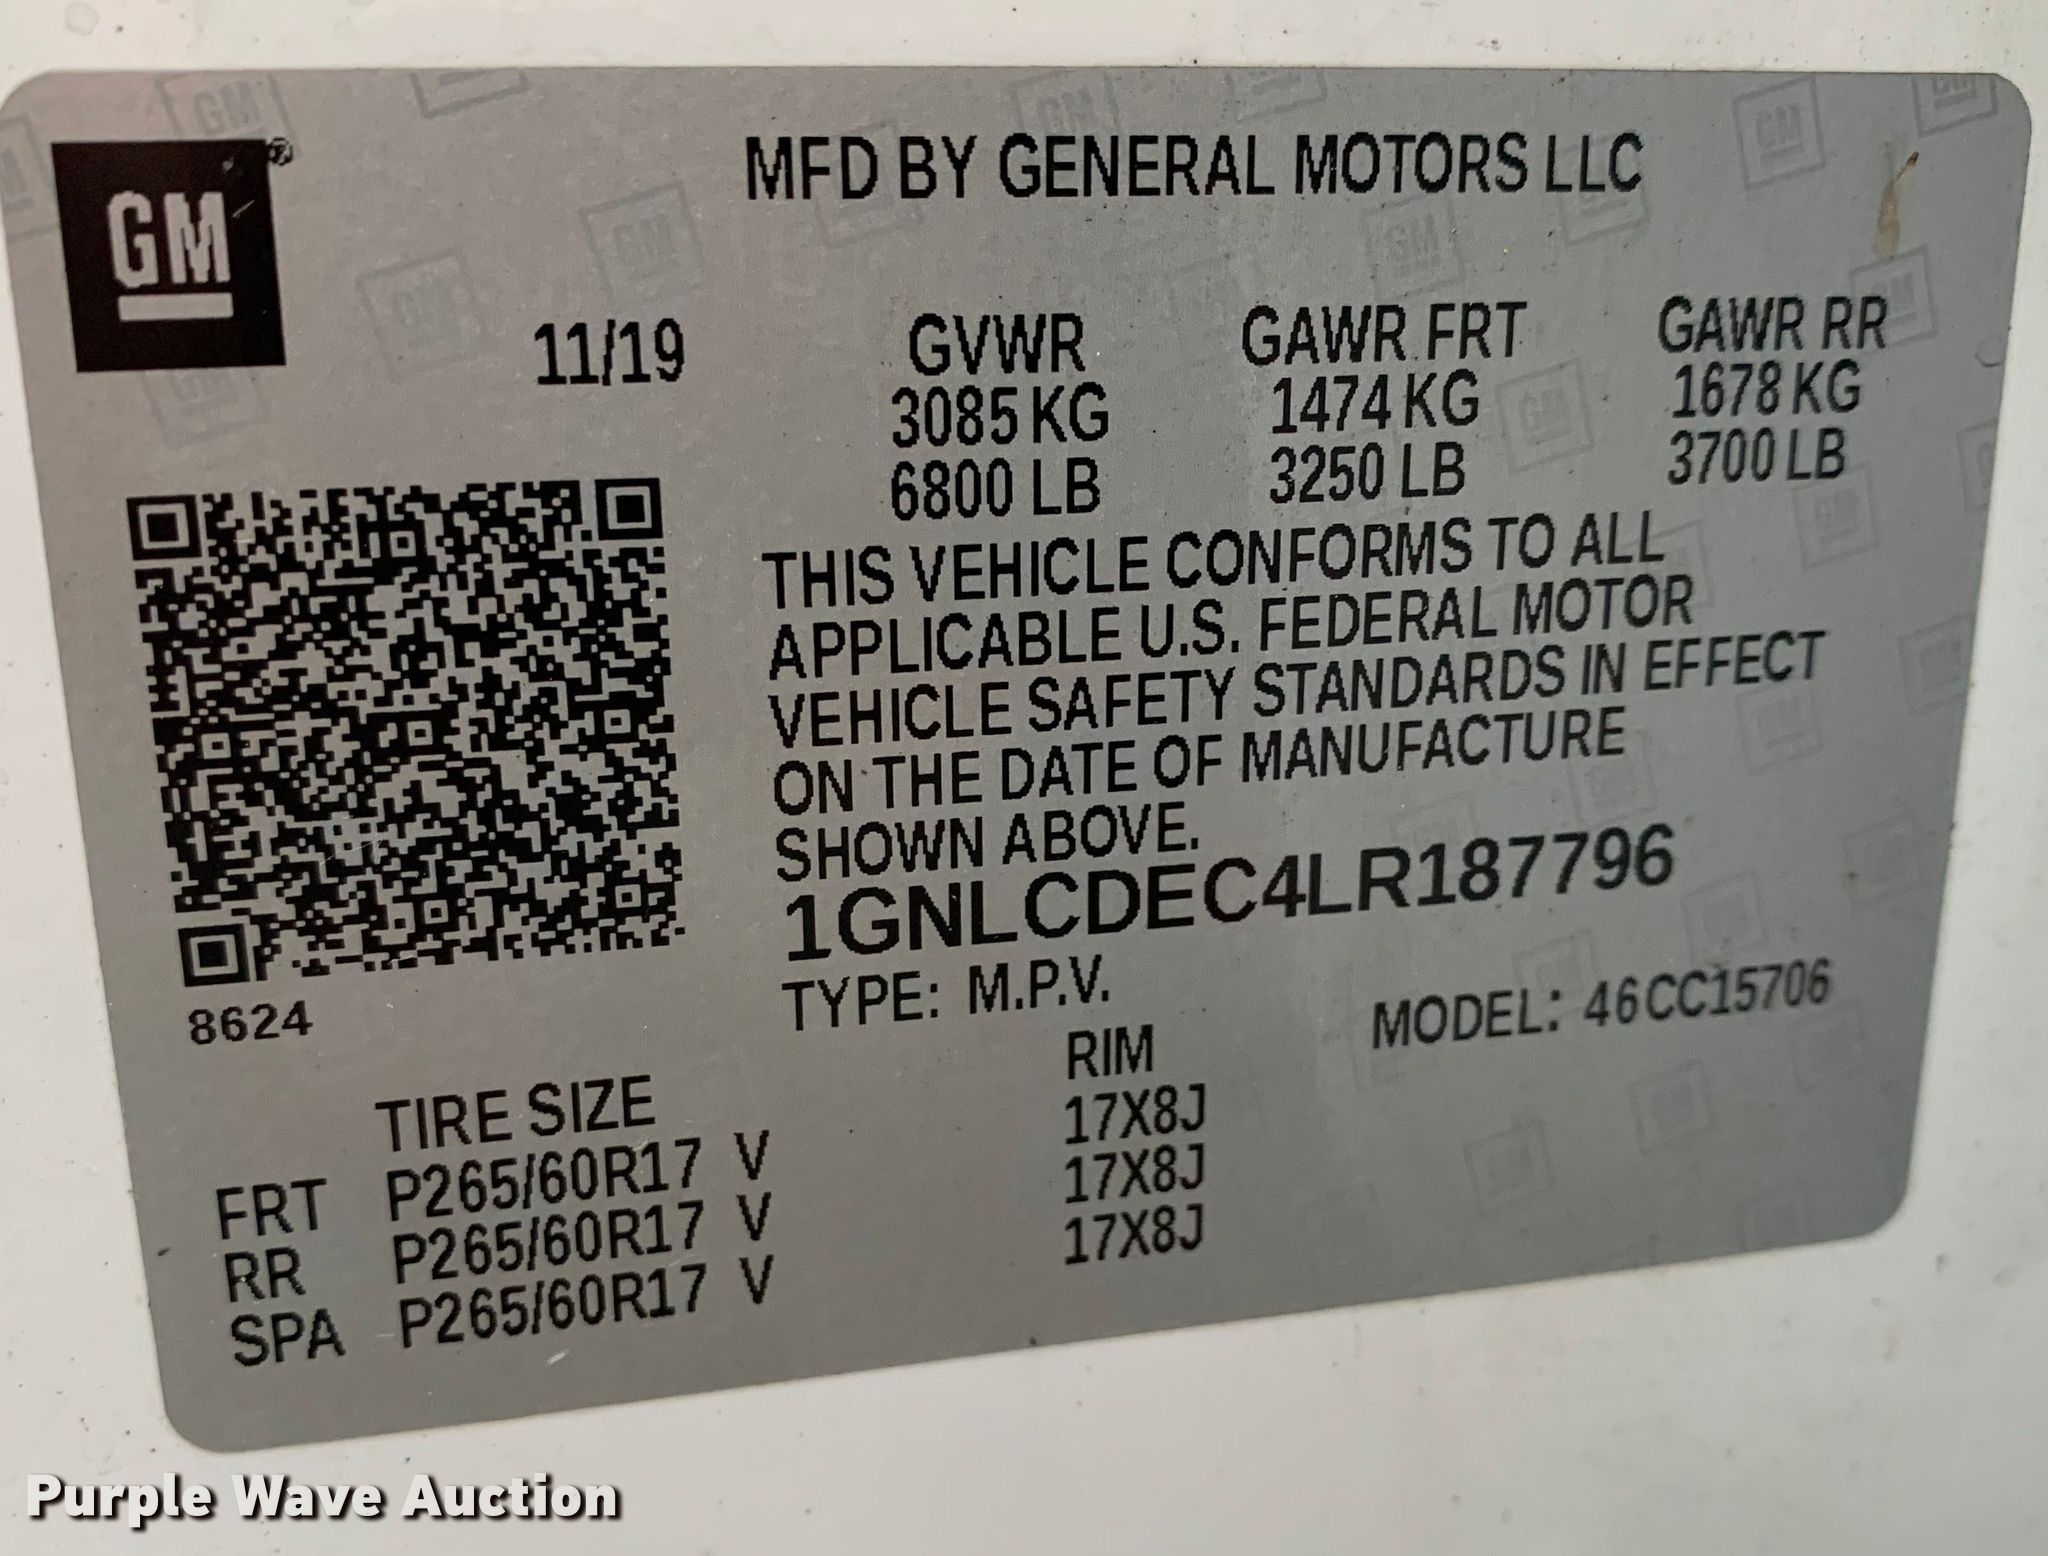 GM ®
MFD BY GENERAL MOTORS LLC
11/19
GVWR GAWR FRT GAWR RR
3085 KG 1474 KG 1678 KG
6800 LB 3250 LB 3700 LB
THIS VEHICLE CONFORMS TO ALL
APPLICABLE U.S. FEDERAL MOTOR
VEHICLE SAFETY STANDARDS IN EFFECT
ON THE DATE OF MANUFACTURE
SHOWN ABOVE.
1GNLCDEC4LR187796
8624
TYPE: M.P.V. MODEL: 46CC15706
TIRE SIZE RIM
FRT P265/60R17 V 17X8J
RR P265/60R17 V 17X8J
SPA P265/60R17 V 17X8J
Purple Wave Auction